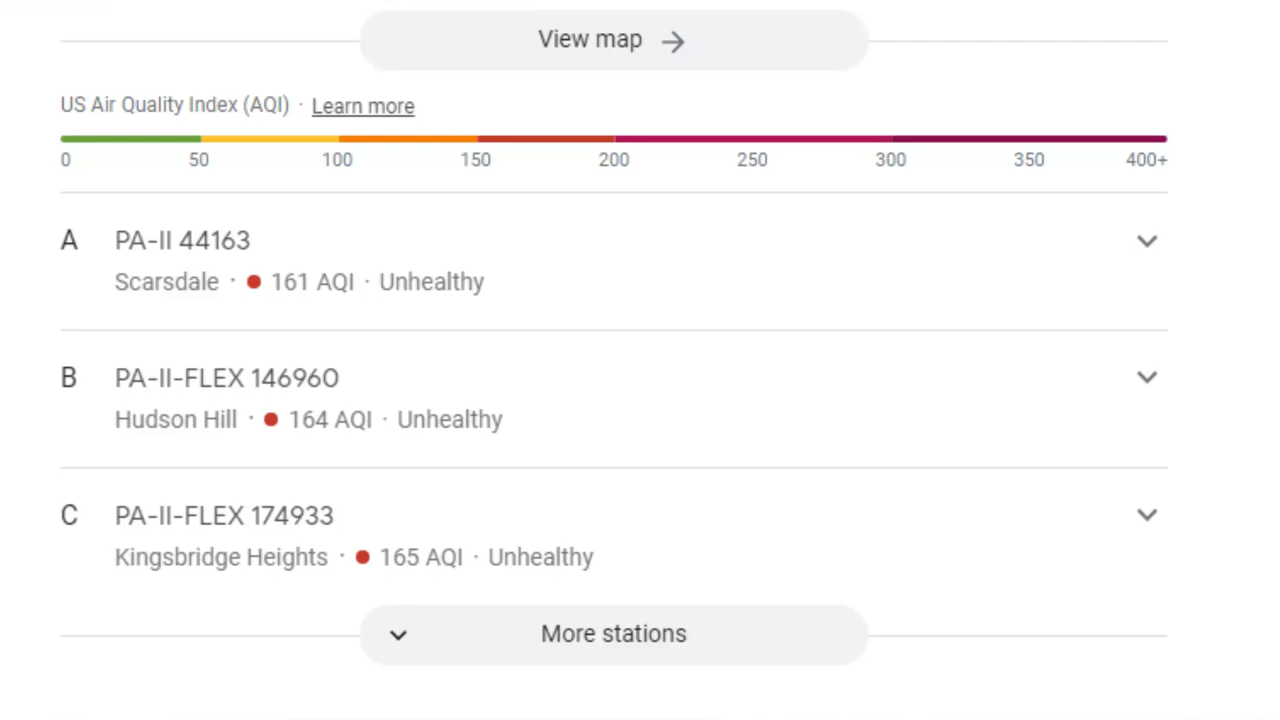 View map →
US Air Quality Index (AQI) · Learn more
0 50 100 150 200 250 300 350 400+
A PA-II 44163
Scarsdale · 161 AQI · Unhealthy
B PA-II-FLEX 146960
Hudson Hill · 164 AQI · Unhealthy
C PA-II-FLEX 174933
Kingsbridge Heights · 165 AQI · Unhealthy
More stations